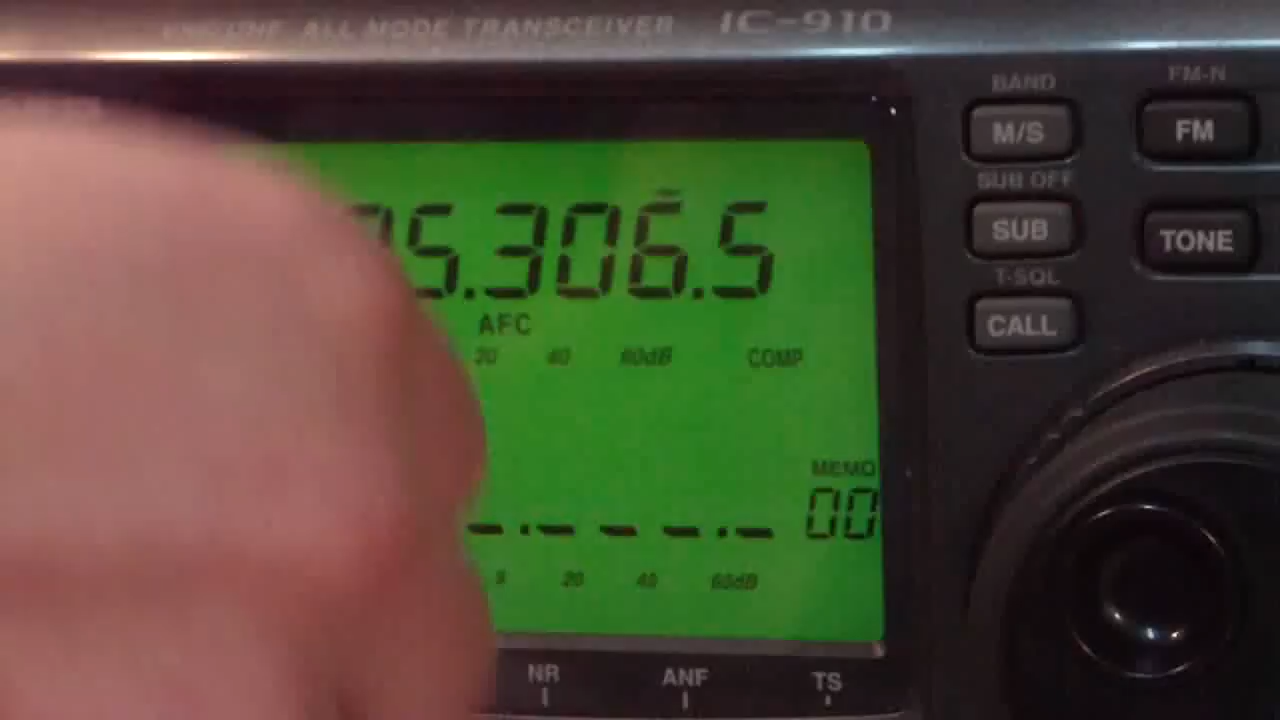 ALL MODE TRANSCEIVER IC-910
BAND
FM-N
M/S
FM
5.306.5
SUB OFF
SUB
TONE
AFC
T-SQL
CALL
20 40 60dB COMP
MEMO
00
-.- - -.-
9 20 40 60dB
NR ANF TS